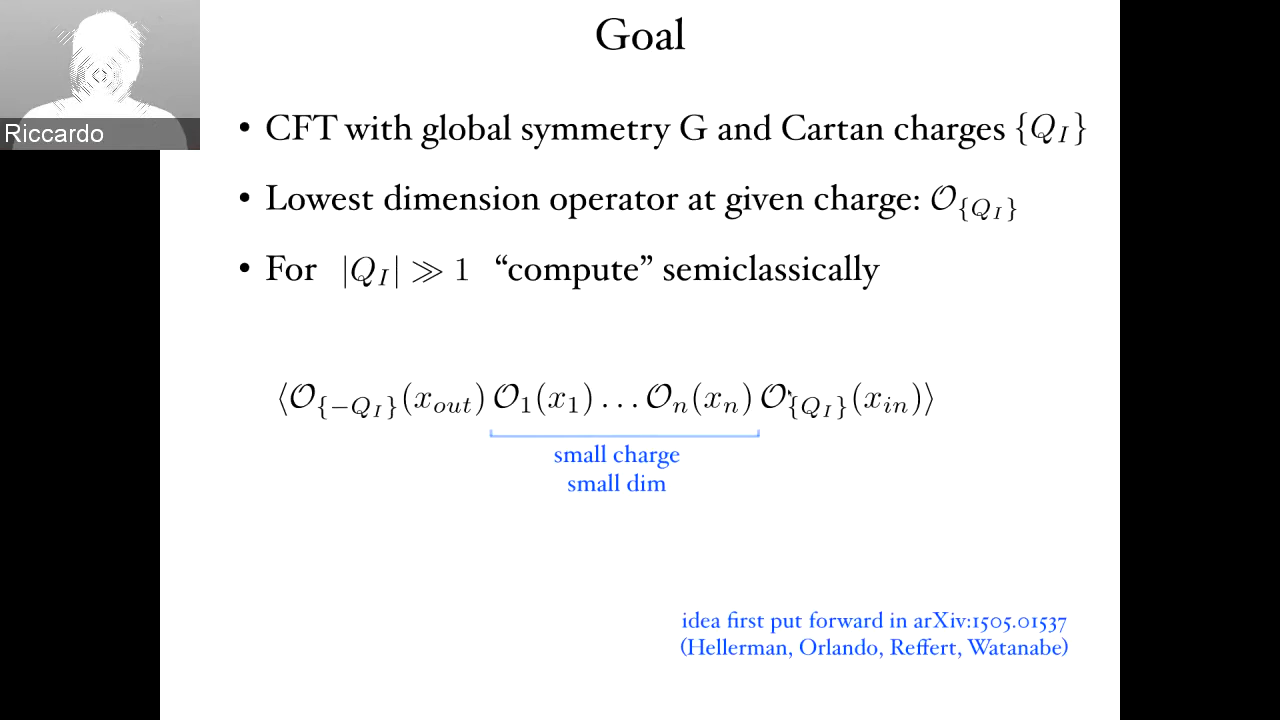 Goal
Riccardo
• CFT with global symmetry G and Cartan charges {Q_I}
• Lowest dimension operator at given charge: 𝒪_{Q_I}
• For |Q_I| ≫ 1 “compute” semiclassically
⟨𝒪_{−Q_I}(x_out) 𝒪_1(x_1) … 𝒪_n(x_n) 𝒪_{Q_I}(x_in)⟩
small charge
small dim
idea first put forward in arXiv:1505.01537
(Hellerman, Orlando, Reffert, Watanabe)